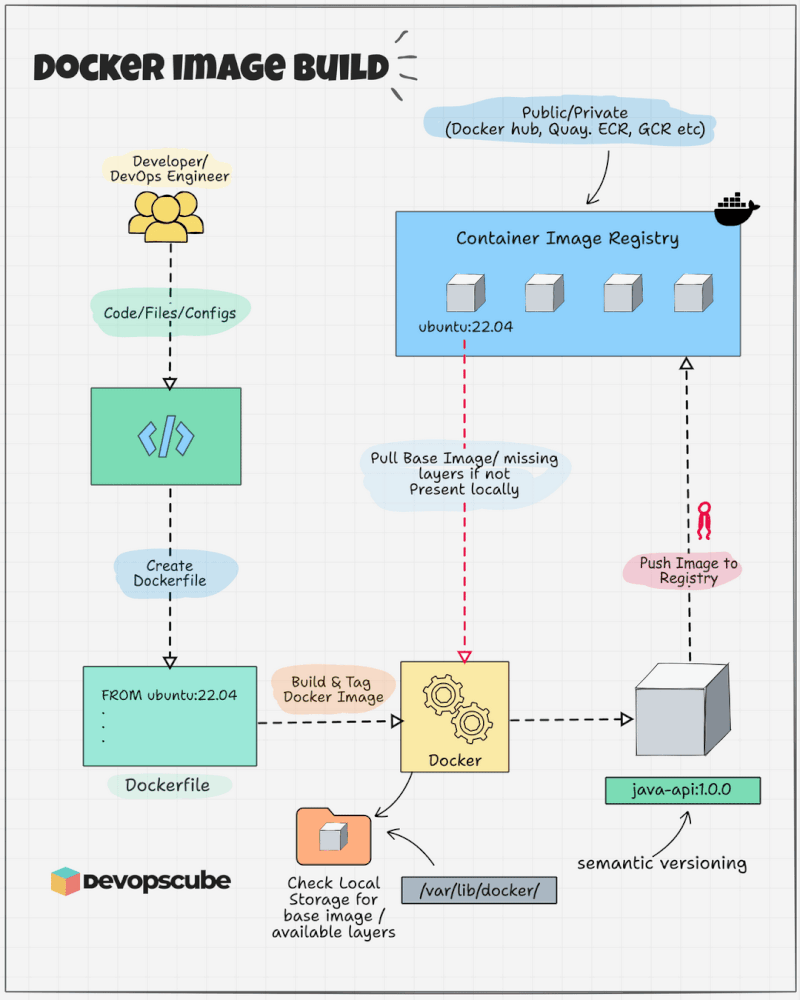 DOCKER IMAGE BUILD
Public/Private
(Docker hub, Quay. ECR, GCR etc)
Developer/
DevOps Engineer
Container Image Registry
Code/Files/Configs
ubuntu:22.04
</>
Pull Base Image/ missing
layers if not
Present locally
Create
Dockerfile
Push Image to
Registry
FROM ubuntu:22.04
.
.
.
Build & Tag
Docker Image
Docker
Dockerfile
java-api:1.0.0
semantic versioning
Check Local
Storage for
base image /
available layers
/var/lib/docker/
DEVOPSCUBE